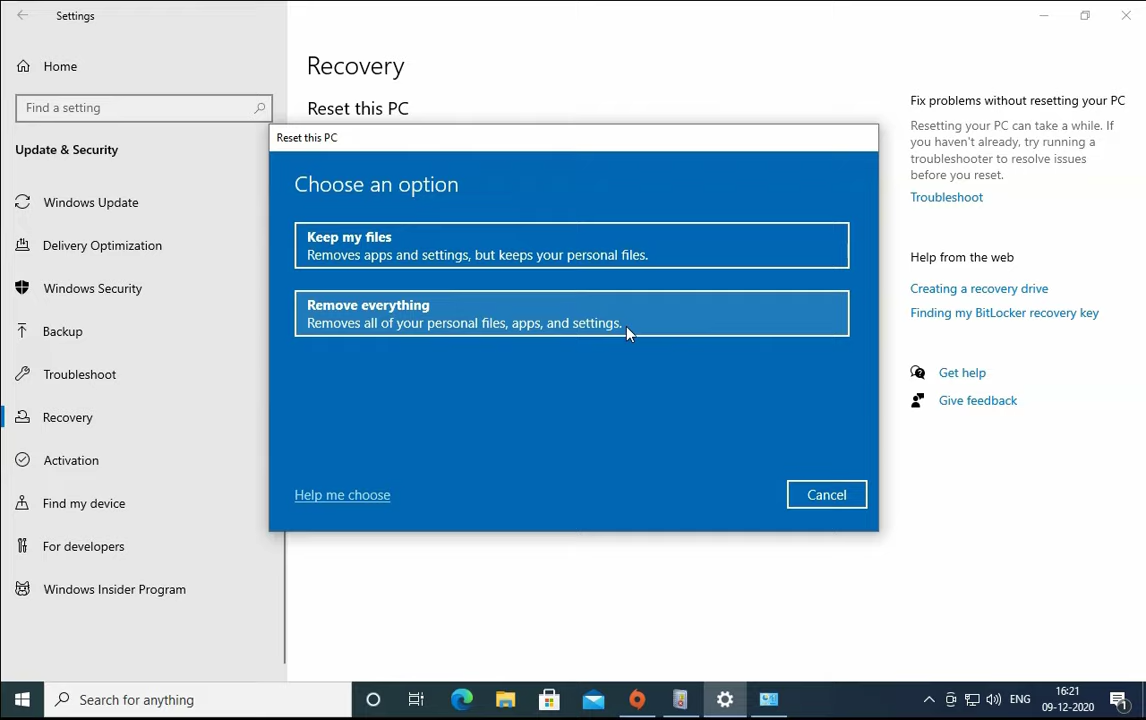 Settings
Home
Find a setting
Update & Security
Windows Update
Delivery Optimization
Windows Security
Backup
Troubleshoot
Recovery
Activation
Find my device
For developers
Windows Insider Program
Recovery
Reset this PC
Reset this PC
Choose an option
Keep my files
Removes apps and settings, but keeps your personal files.
Remove everything
Removes all of your personal files, apps, and settings.
Help me choose
Cancel
Fix problems without resetting your PC
Resetting your PC can take a while. If
you haven't already, try running a
troubleshooter to resolve issues
before you reset.
Troubleshoot
Help from the web
Creating a recovery drive
Finding my BitLocker recovery key
Get help
Give feedback
Search for anything
ENG
16:21
09-12-2020
1